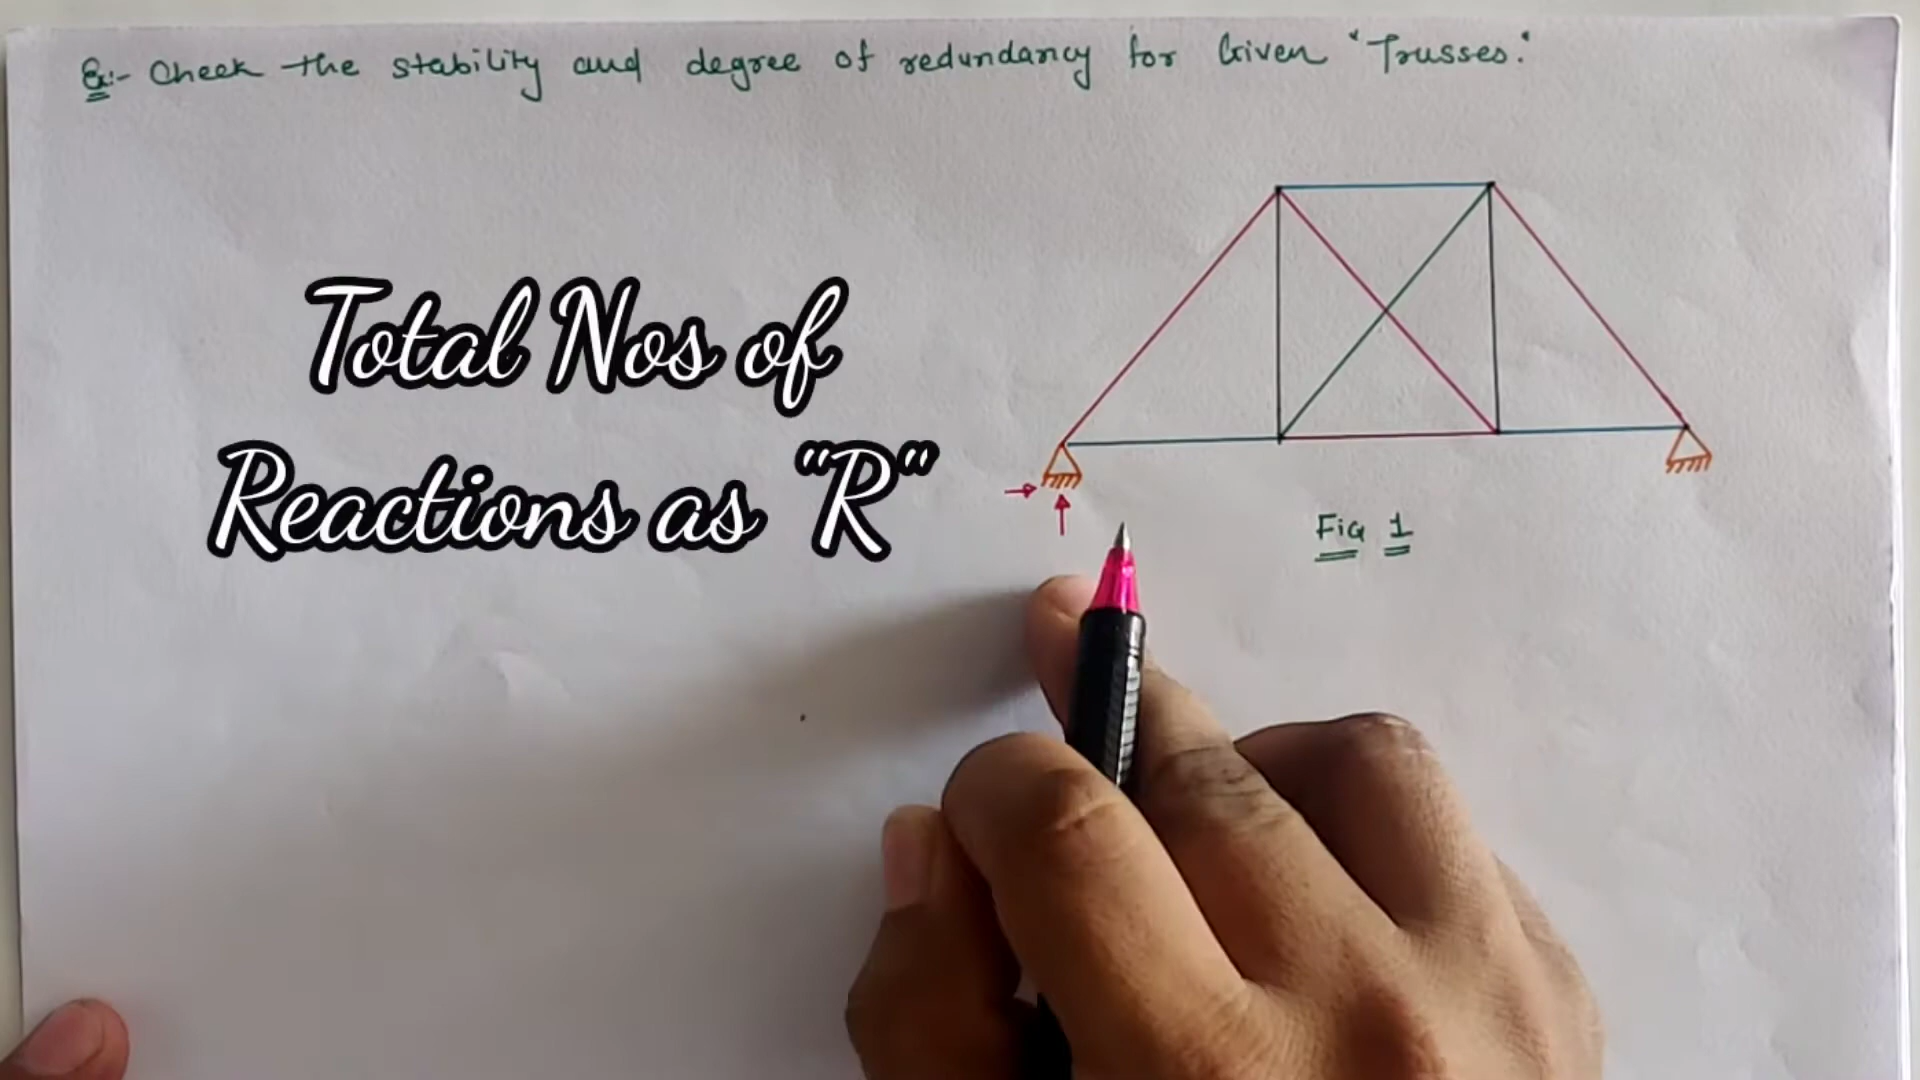 Ex:- Check the stability and degree of redundancy for Given "Trusses."
Total Nos of
Reactions as "R"
Fig 1